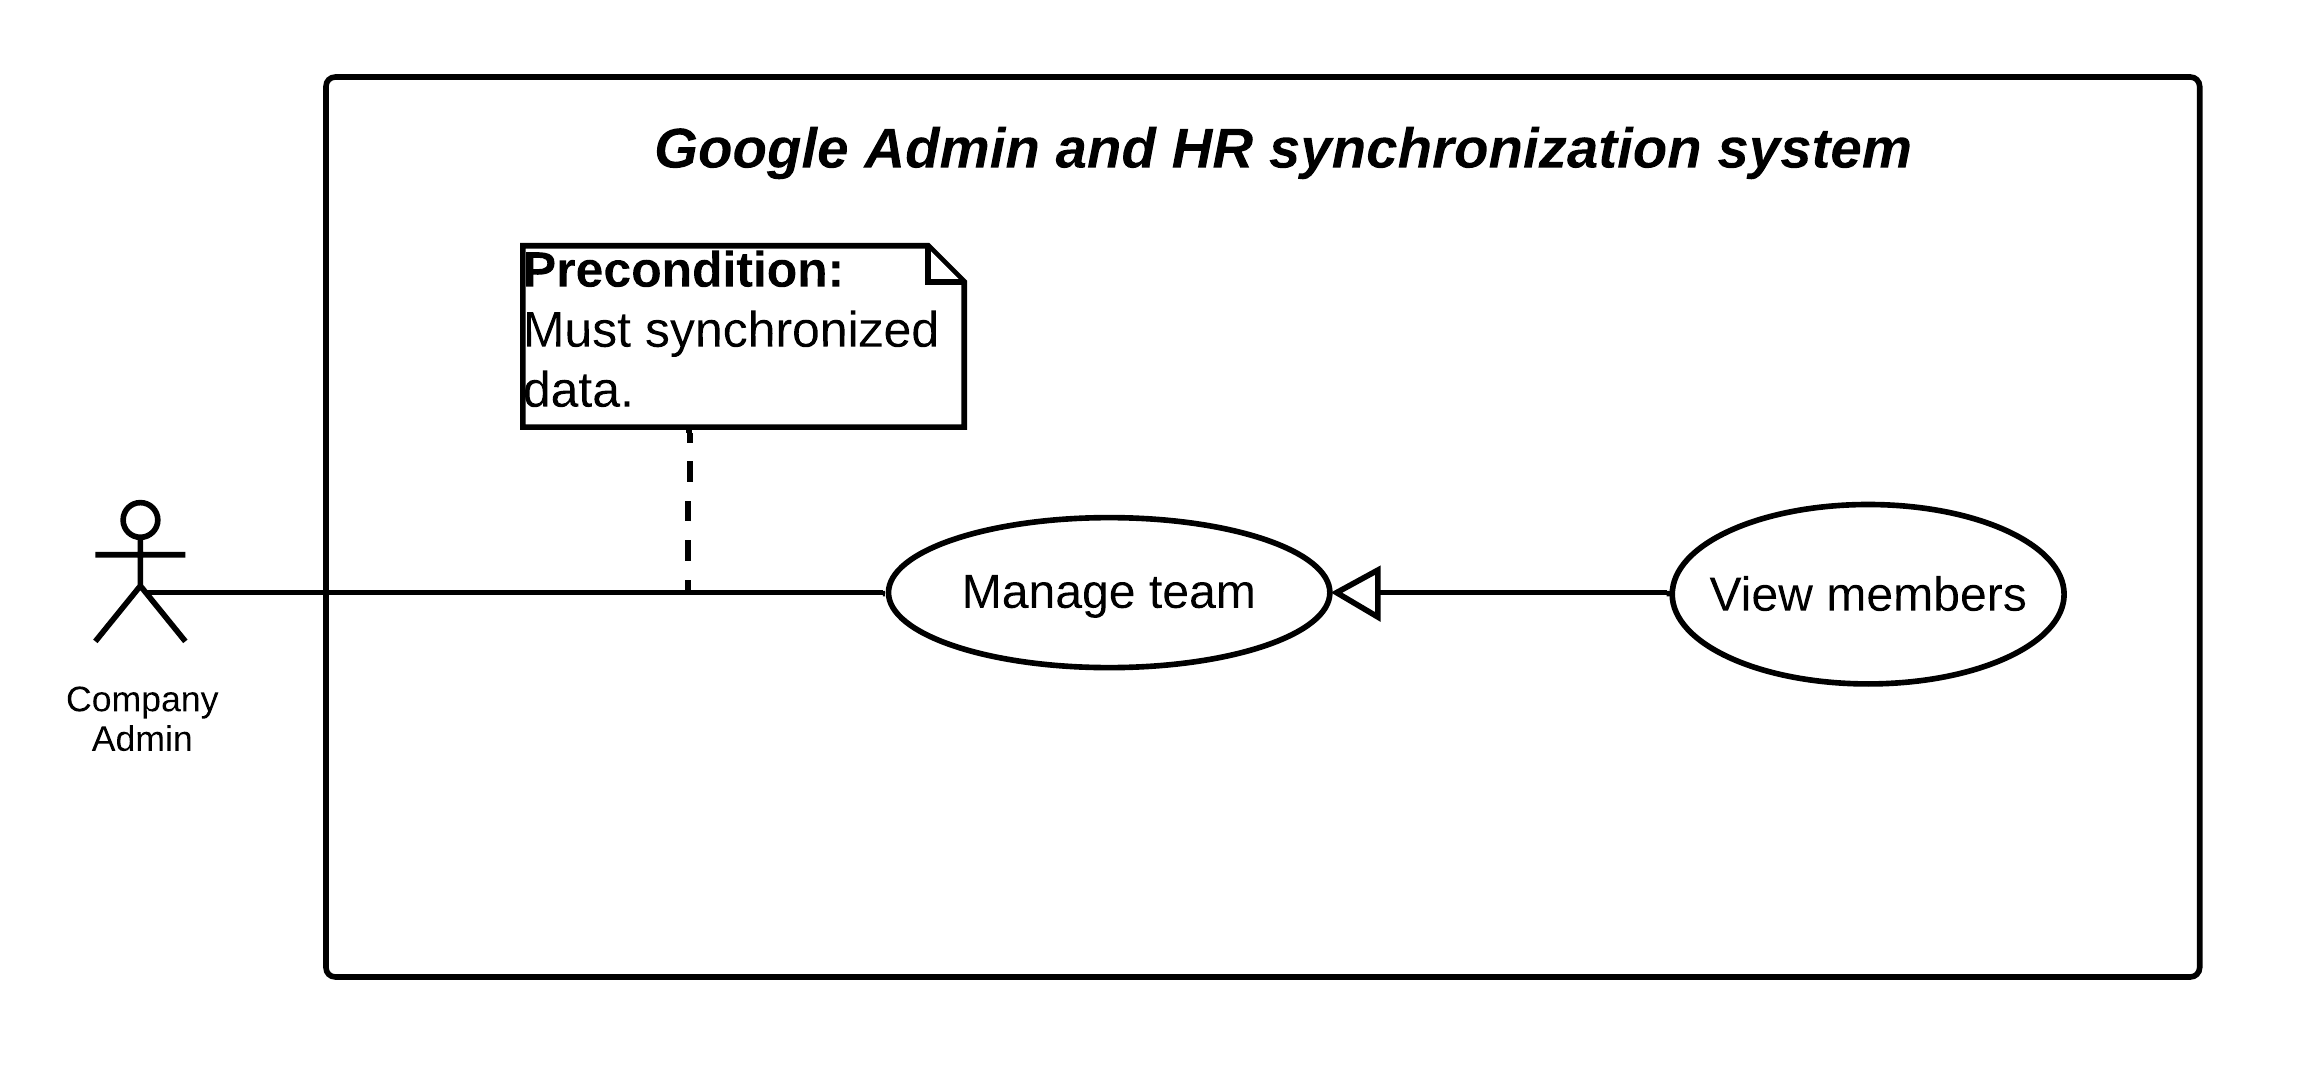 Google Admin and HR synchronization system
Precondition:
Must synchronized
data.
Manage team
View members
Company
Admin